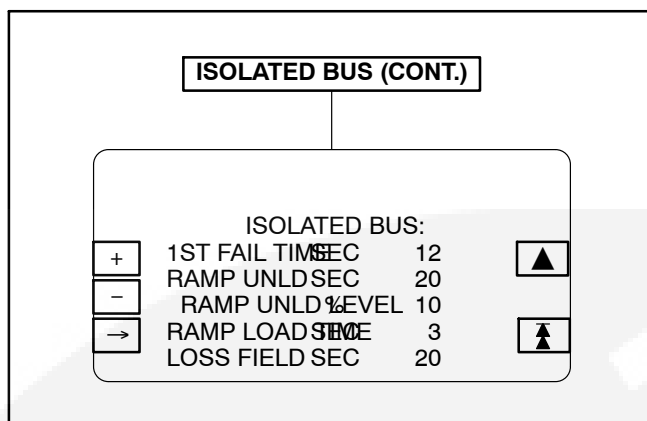 ISOLATED BUS (CONT.)
ISOLATED BUS:
+ 1ST FAIL TIME SEC 12 ▲
RAMP UNLD SEC 20
− RAMP UNLD % LEVEL 10
→ RAMP LOAD TIME SEC 3
LOSS FIELD SEC 20